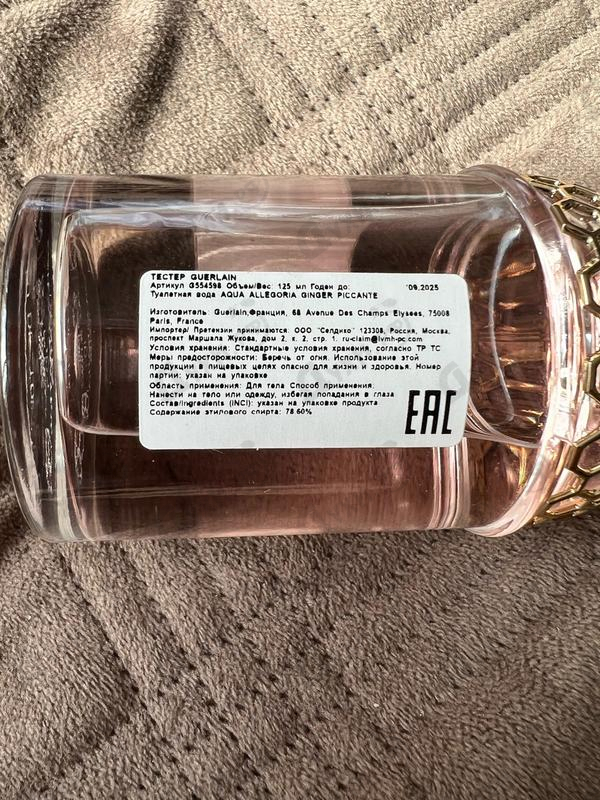 ТЕСТЕР GUERLAIN
Артикул G554598 Объем/Вес: 125 мл Годен до: '09.2025
Туалетная вода AQUA ALLEGORIA GINGER PICCANTE
Изготовитель: Guerlain,Франция, 68 Avenue Des Champs Elysees, 75008
Paris, France
Импортер/ Претензии принимаются: ООО "Селдико" 123308, Россия, Москва,
проспект Маршала Жукова, дом 2, к. 2, стр. 1. ru-claim@lvmh-pc.com
Условия хранения: Стандартные условия хранения, согласно ТР ТС
Меры предосторожности: Беречь от огня. Использование этой
продукции в пищевых целях опасно для жизни и здоровья. Номер
партии: указан на упаковке
Область применения: Для тела Способ применения:
Нанести на тело или одежду, избегая попадания в глаза
Состав/Ingredients (INCI): указан на упаковке продукта
Содержание этилового спирта: 78.60%
EAC